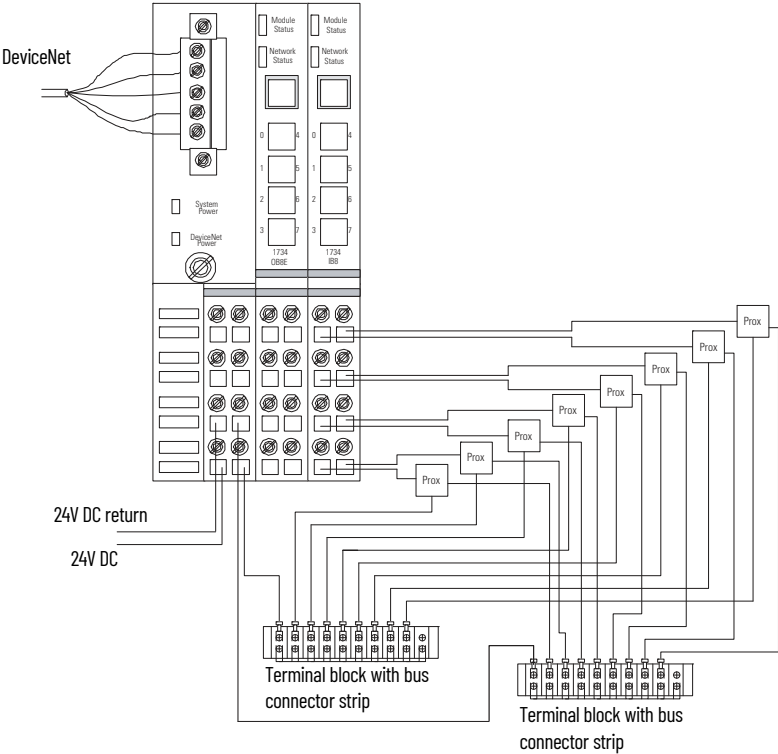 DeviceNet
Module
Status
Module
Status
Network
Status
Network
Status
0
4
0
4
1
5
1
5
2
6
2
6
3
7
3
7
System
Power
DeviceNet
Power
1734
OB8E
1734
IB8
Prox
Prox
Prox
Prox
Prox
Prox
Prox
Prox
24V DC return
24V DC
Terminal block with bus
connector strip
Terminal block with bus
connector strip